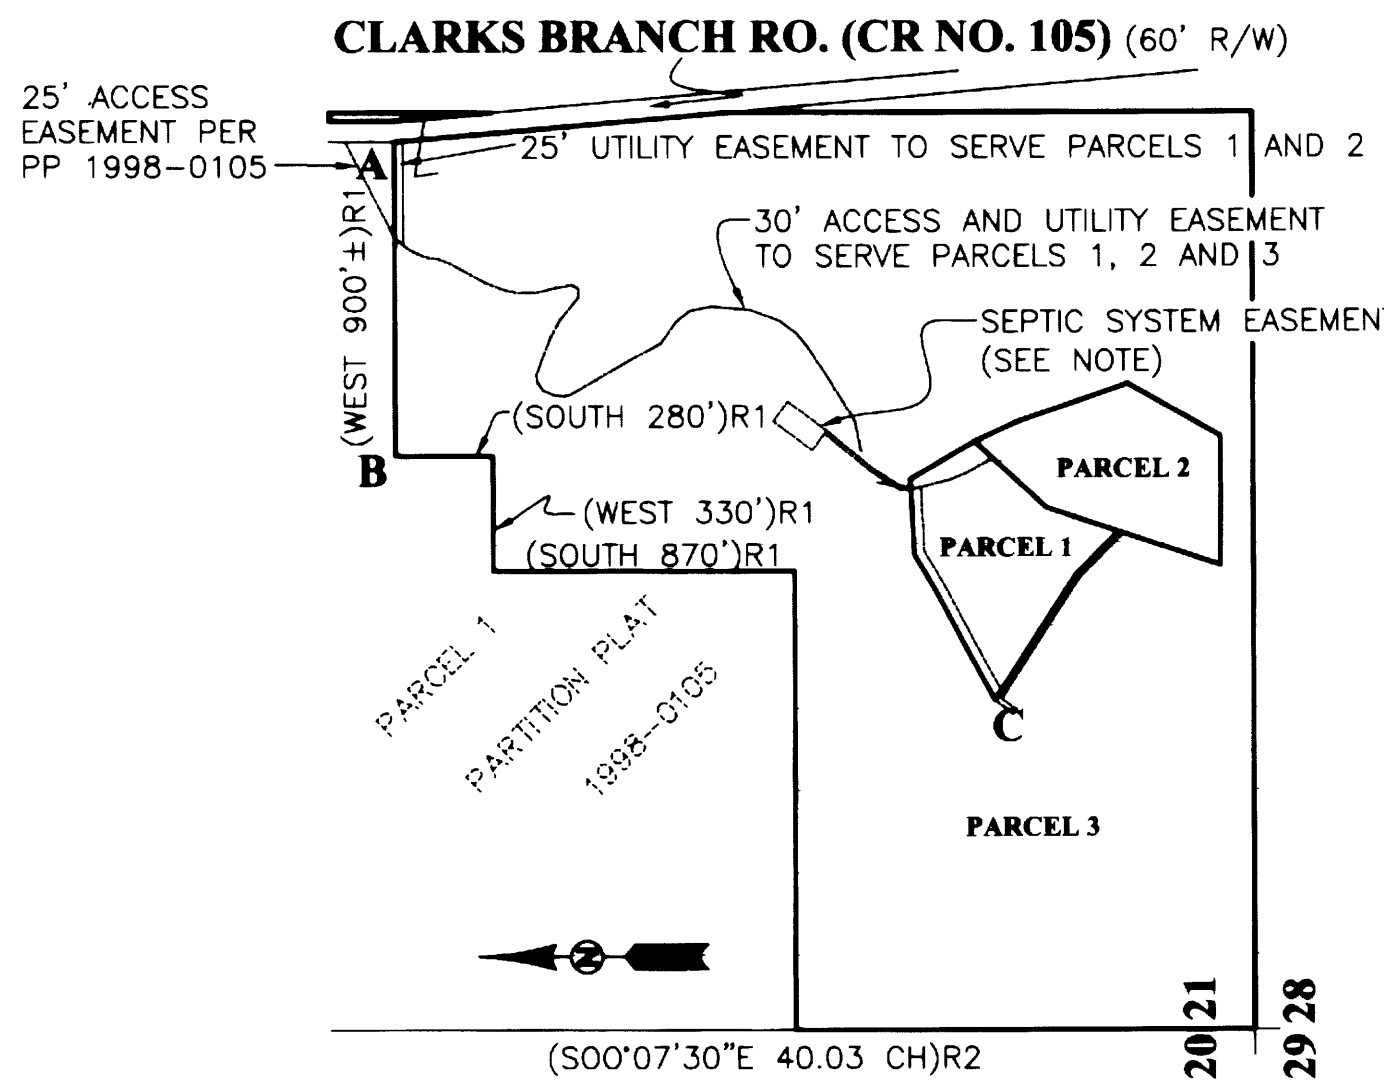 CLARKS BRANCH RO. (CR NO. 105) (60' R/W)
25' ACCESS
EASEMENT PER
PP 1998-0105
A
25' UTILITY EASEMENT TO SERVE PARCELS 1 AND 2
(WEST 900'±)R1
30' ACCESS AND UTILITY EASEMENT
TO SERVE PARCELS 1, 2 AND 3
SEPTIC SYSTEM EASEMENT
(SEE NOTE)
(SOUTH 280')R1
B
PARCEL 2
(WEST 330')R1
(SOUTH 870')R1
PARCEL 1
PARCEL 1
PARTITION PLAT
1998-0105
C
PARCEL 3
N
20 21
29 28
(S00°07'30"E 40.03 CH)R2